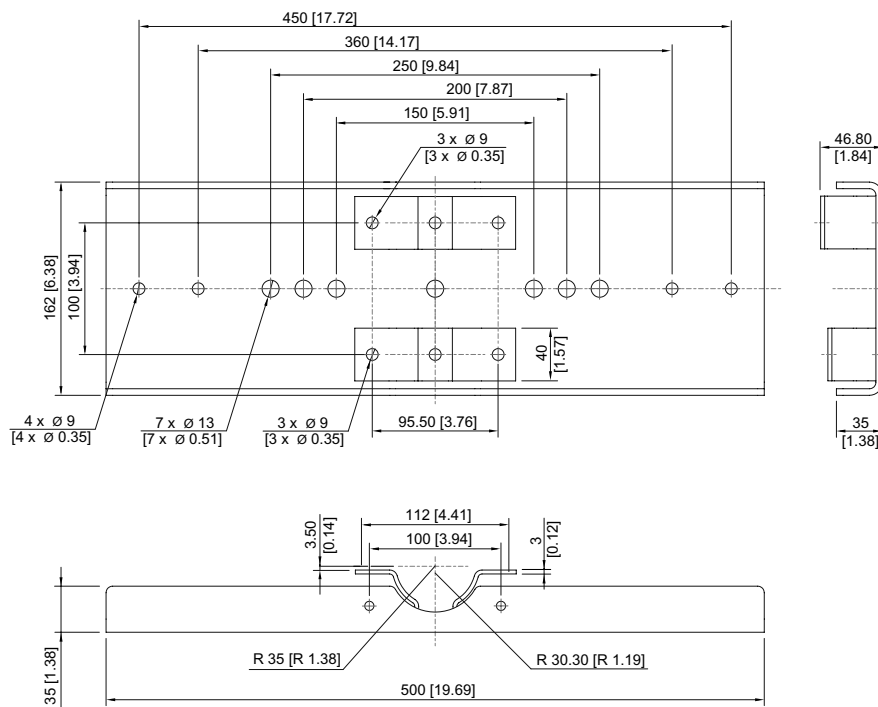 450 [17.72]
360 [14.17]
250 [9.84]
200 [7.87]
150 [5.91]
3 x Ø 9
[3 x Ø 0.35]
46.80
[1.84]
162 [6.38]
100 [3.94]
40
[1.57]
4 x Ø 9
[4 x Ø 0.35]
7 x Ø 13
[7 x Ø 0.51]
3 x Ø 9
[3 x Ø 0.35]
95.50 [3.76]
35
[1.38]
3.50
[0.14]
112 [4.41]
100 [3.94]
3
[0.12]
35 [1.38]
R 35 [R 1.38]
R 30.30 [R 1.19]
500 [19.69]